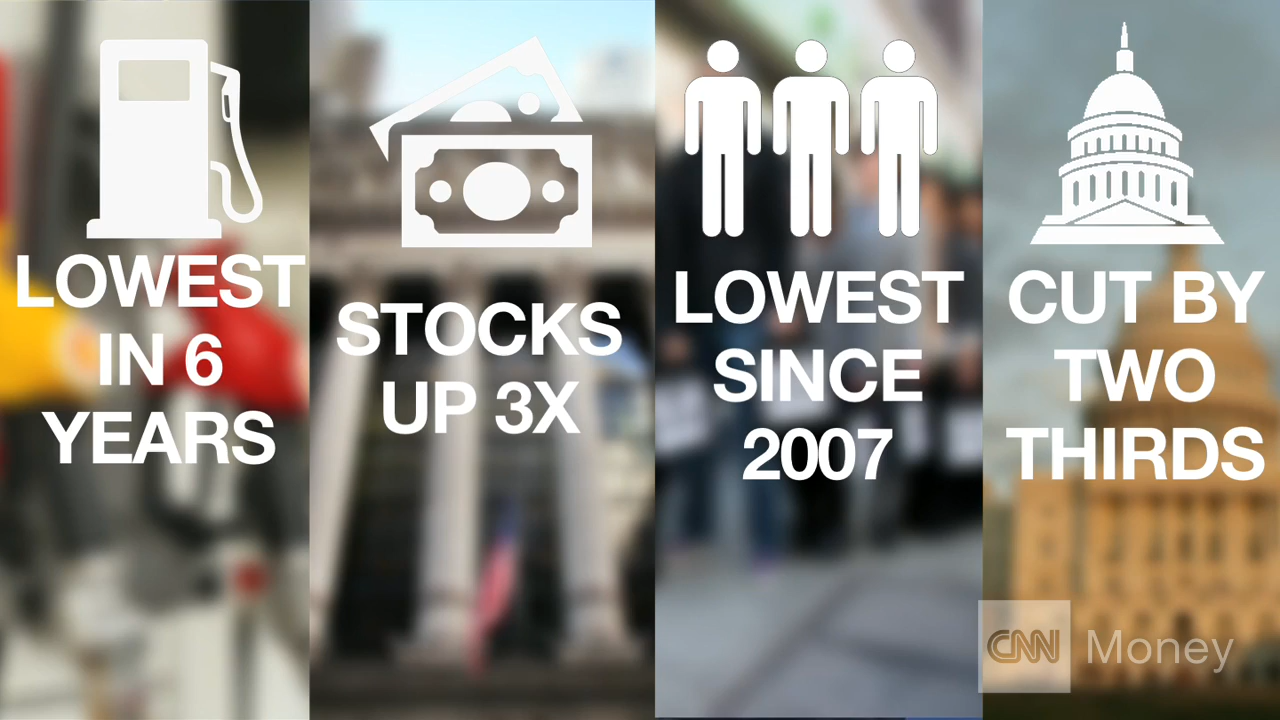 LOWEST
IN 6
YEARS
STOCKS
UP 3X
LOWEST
SINCE
2007
CUT BY
TWO
THIRDS
CNN Money